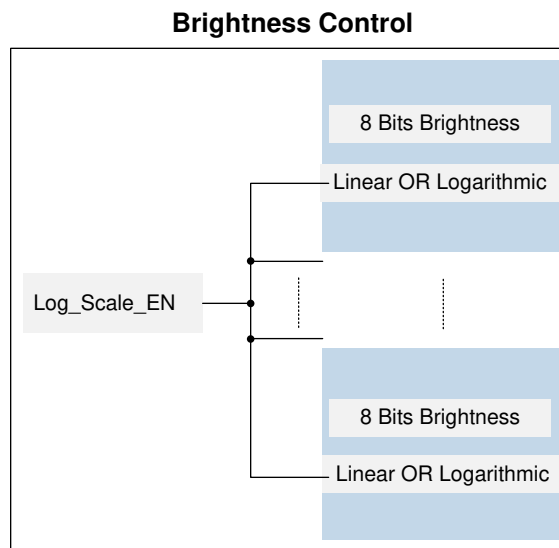 Brightness Control
8 Bits Brightness
Linear OR Logarithmic
Log_Scale_EN
8 Bits Brightness
Linear OR Logarithmic